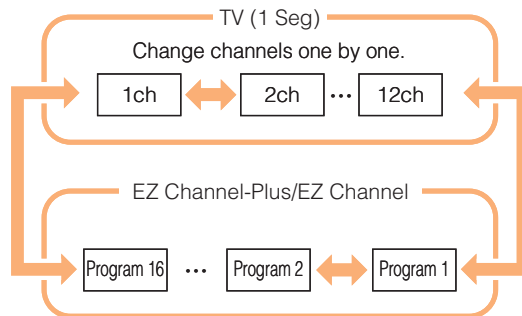 TV (1 Seg)
Change channels one by one.
1ch 2ch ••• 12ch
EZ Channel-Plus/EZ Channel
Program 16 ••• Program 2 Program 1